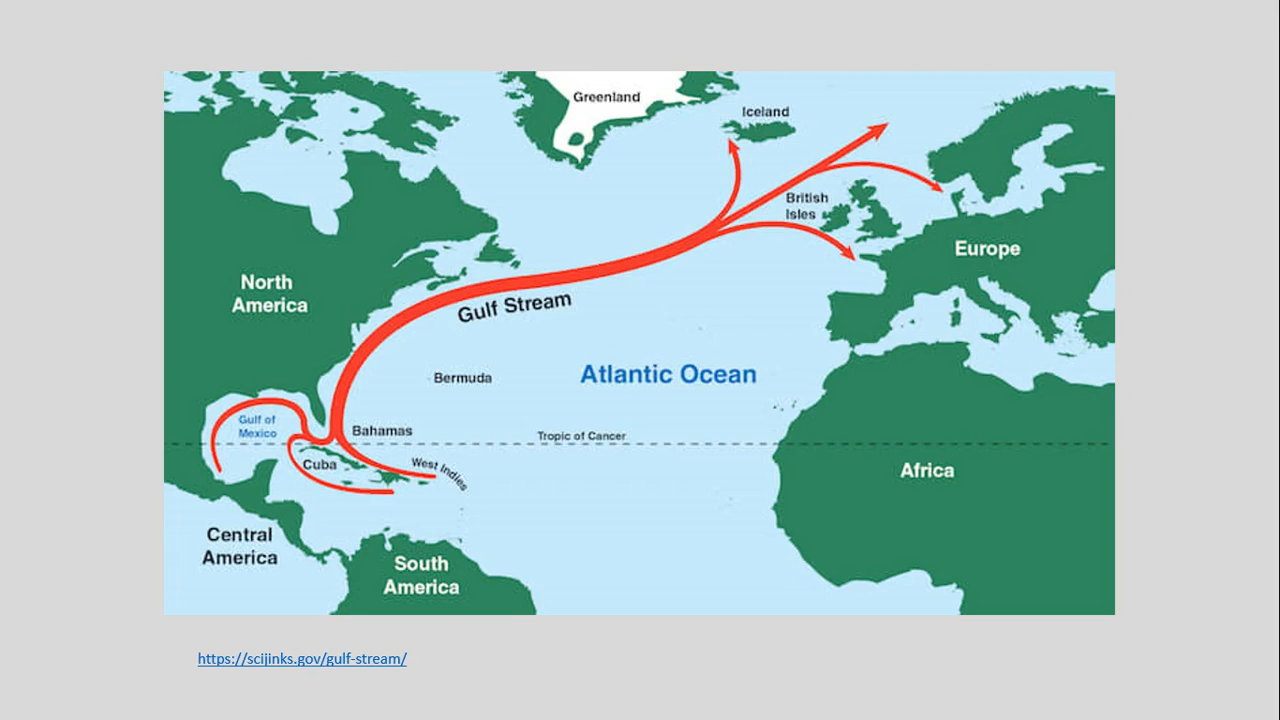 Greenland
Iceland
British
Isles
Europe
North
America
Gulf Stream
Bermuda
Atlantic Ocean
Gulf of
Mexico
Bahamas
Tropic of Cancer
Cuba
West Indies
Africa
Central
America
South
America
https://scijinks.gov/gulf-stream/